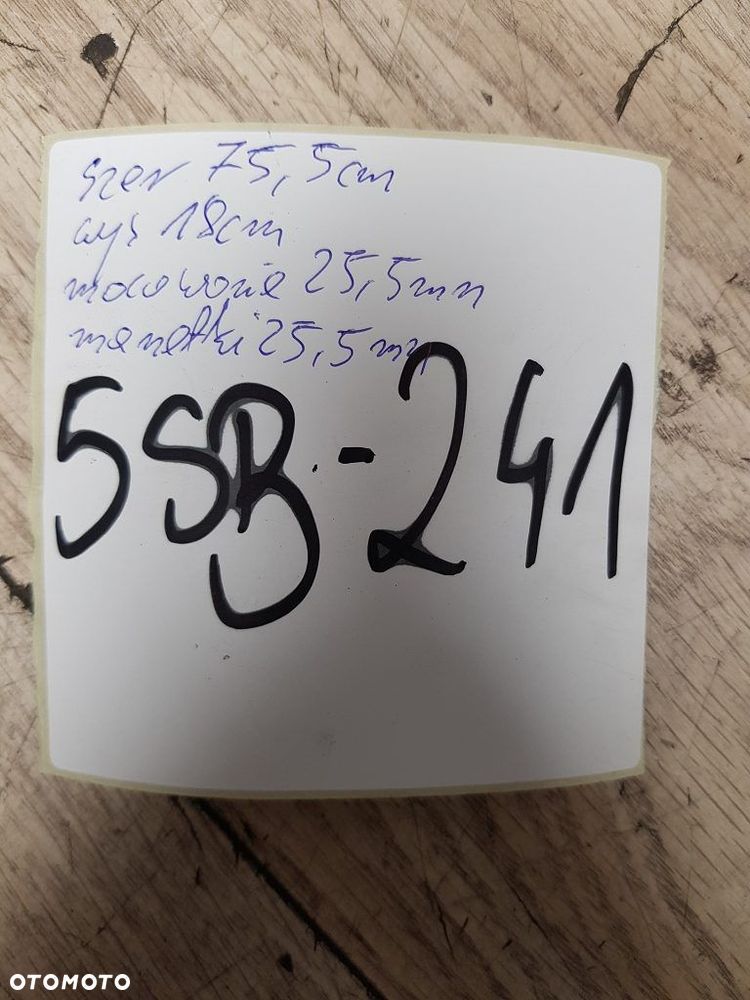 szer 75,5cm
wys 18cm
mocowanie 25,5mm
manetki 25,5mm
5SB-241
OTOMOTO